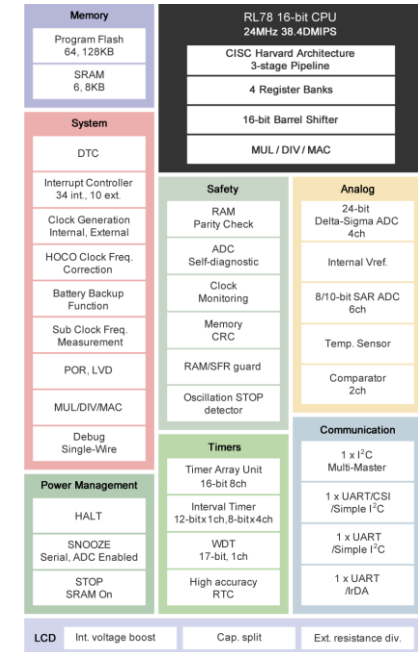 Memory
Program Flash
64, 128KB
SRAM
6, 8KB
RL78 16-bit CPU
24MHz 38.4DMIPS
CISC Harvard Architecture
3-stage Pipeline
4 Register Banks
16-bit Barrel Shifter
MUL / DIV / MAC
System
DTC
Interrupt Controller
34 int., 10 ext.
Clock Generation
Internal, External
HOCO Clock Freq.
Correction
Battery Backup
Function
Sub Clock Freq.
Measurement
POR, LVD
MUL/DIV/MAC
Debug
Single-Wire
Safety
RAM
Parity Check
ADC
Self-diagnostic
Clock
Monitoring
Memory
CRC
RAM/SFR guard
Oscillation STOP
detector
Analog
24-bit
Delta-Sigma ADC
4ch
Internal Vref.
8/10-bit SAR ADC
6ch
Temp. Sensor
Comparator
2ch
Power Management
HALT
SNOOZE
Serial, ADC Enabled
STOP
SRAM On
Timers
Timer Array Unit
16-bit 8ch
Interval Timer
12-bitx1ch,8-bitx4ch
WDT
17-bit, 1ch
High accuracy
RTC
Communication
1 x I²C
Multi-Master
1 x UART/CSI
/Simple I²C
1 x UART
/Simple I²C
1 x UART
/IrDA
LCD
Int. voltage boost
Cap. split
Ext. resistance div.